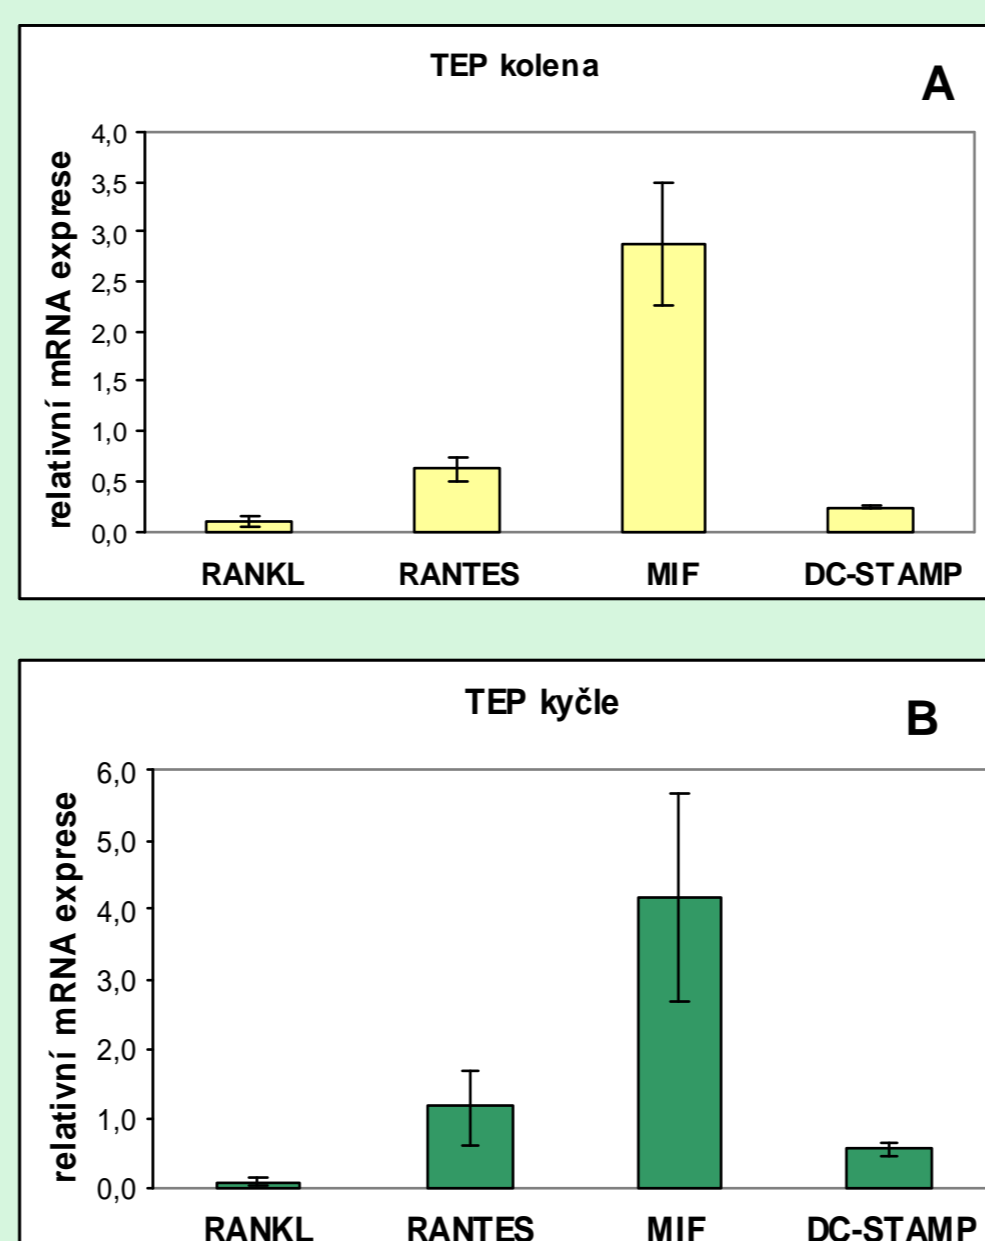 TEP kolena
A
relativní mRNA exprese
4,0
3,5
3,0
2,5
2,0
1,5
1,0
0,5
0,0
RANKL RANTES MIF DC-STAMP
TEP kyčle
B
relativní mRNA exprese
6,0
5,0
4,0
3,0
2,0
1,0
0,0
RANKL RANTES MIF DC-STAMP